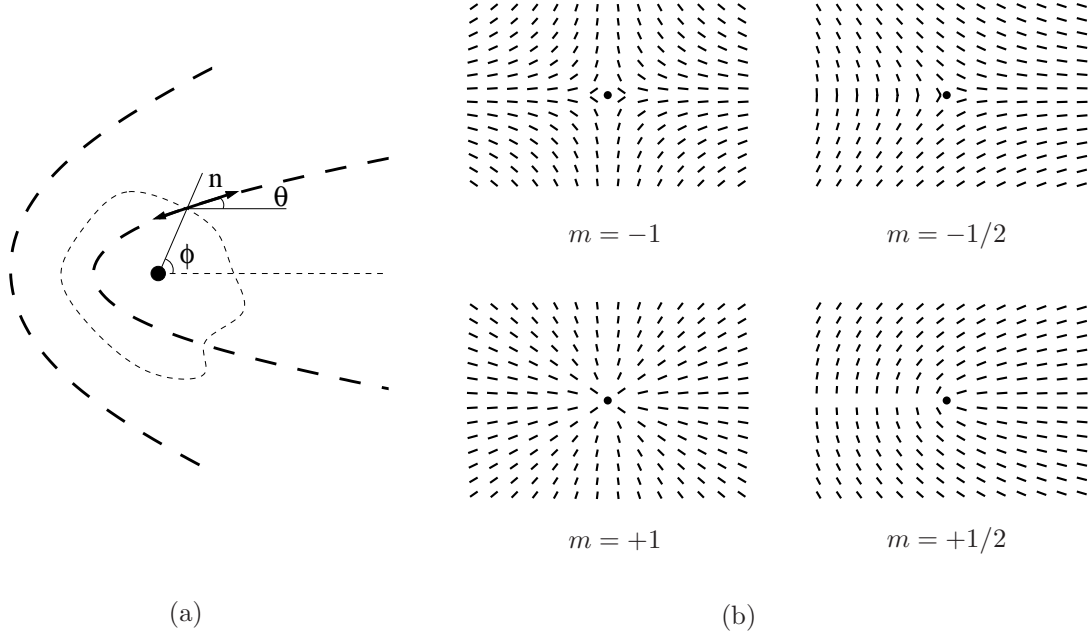 n
θ
ϕ
m = −1
m = −1/2
m = +1
m = +1/2
(a)
(b)